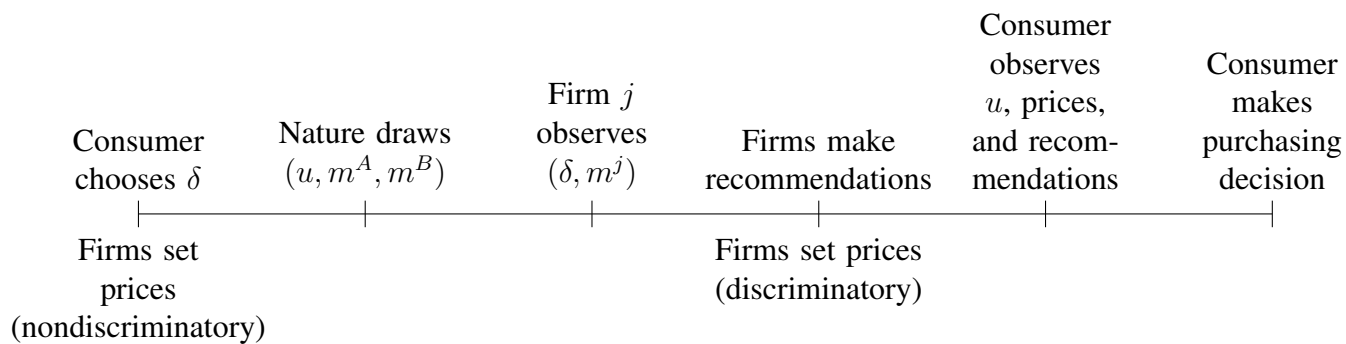 Consumer
chooses δ
Nature draws
(u, m^A, m^B)
Firm j
observes
(δ, m^j)
Firms make
recommendations
Consumer
observes
u, prices,
and recom-
mendations
Consumer
makes
purchasing
decision
Firms set
prices
(nondiscriminatory)
Firms set prices
(discriminatory)